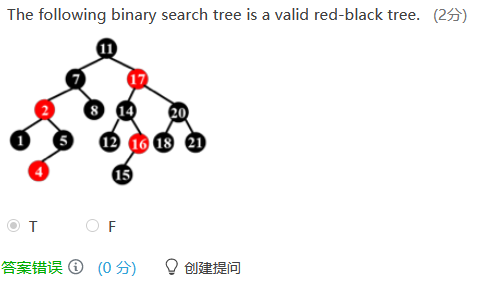 The following binary search tree is a valid red-black tree. (2分)
11
7 17
2 8 14 20
1 5 12 16 18 21
4 15
T F
答案错误 (0 分) 创建提问